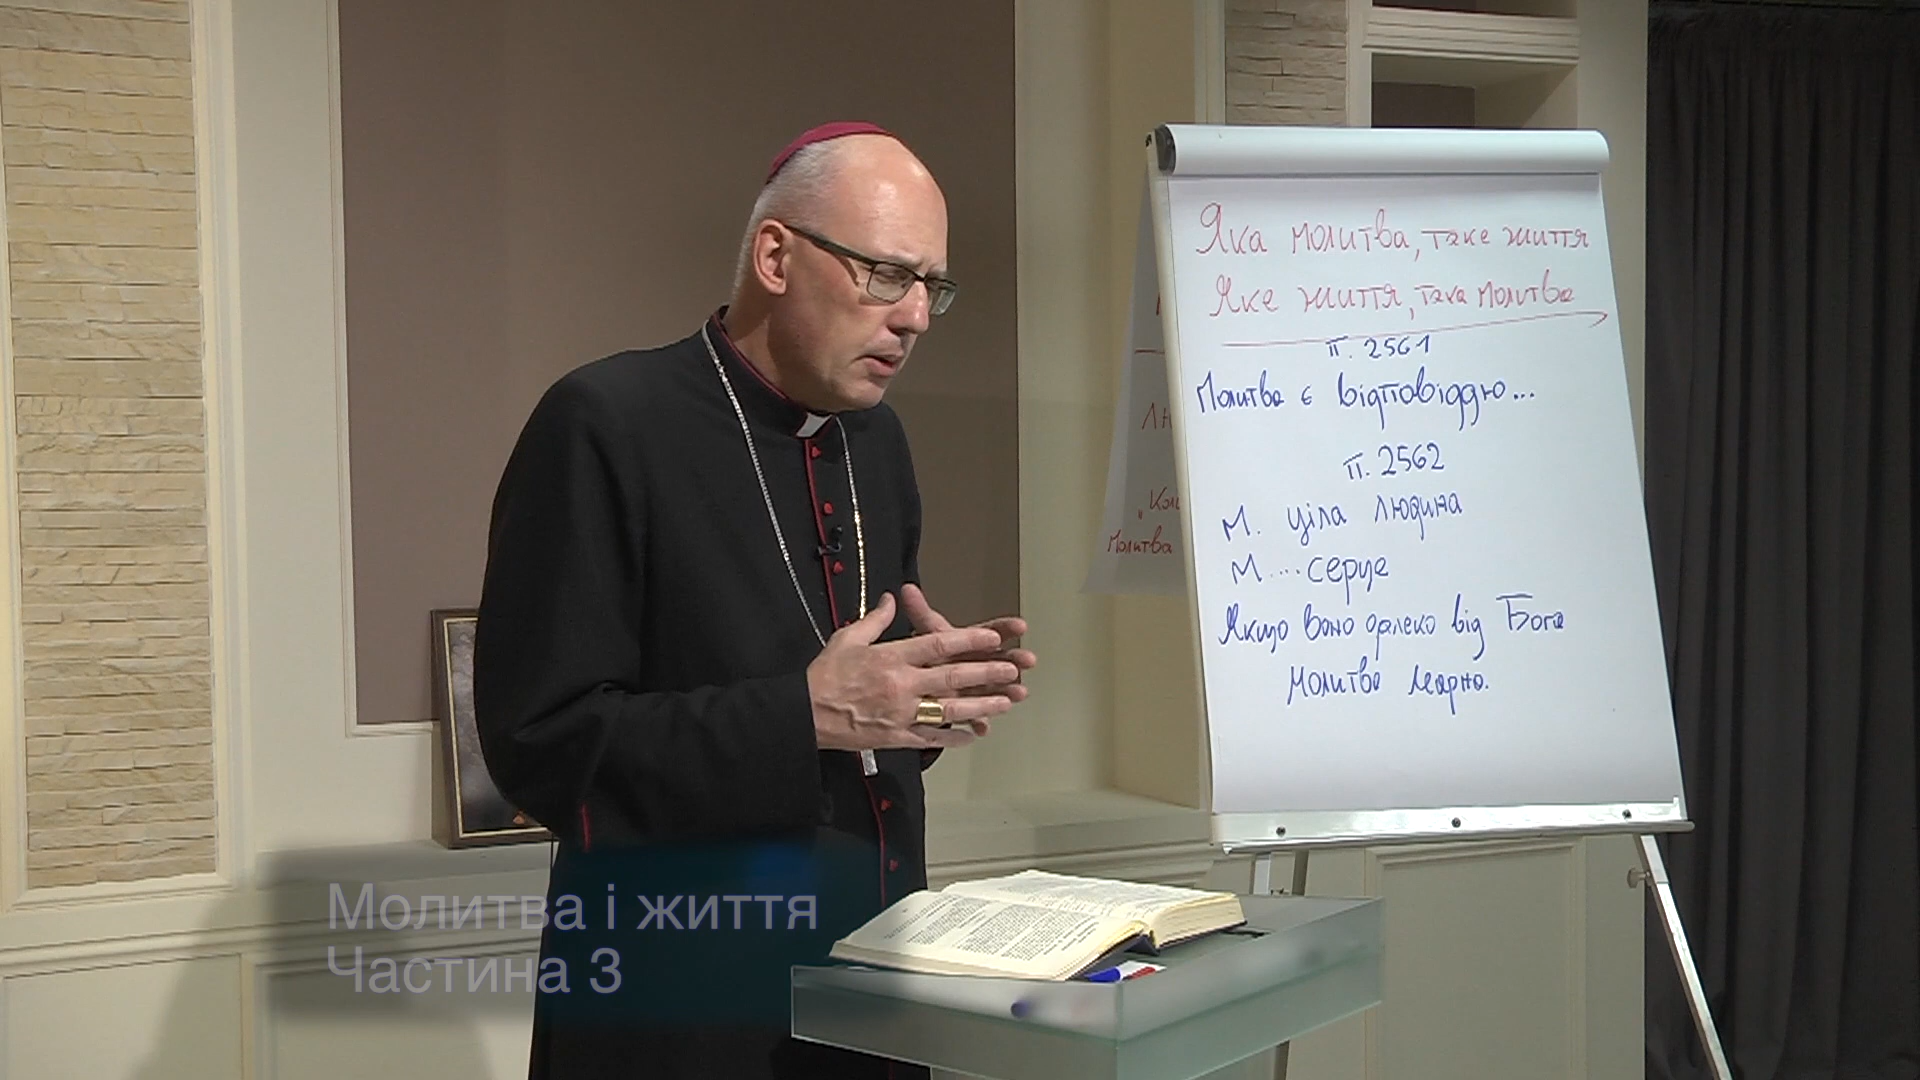 Яка молитва, таке життя
Яке життя, така молитва
п. 2561
Молитва є відповіддю...
п. 2562
М. ціла людина
М .... серце
Якщо воно далеко від Бога
молитва марна.
Молитва
Молитва і життя
Частина 3